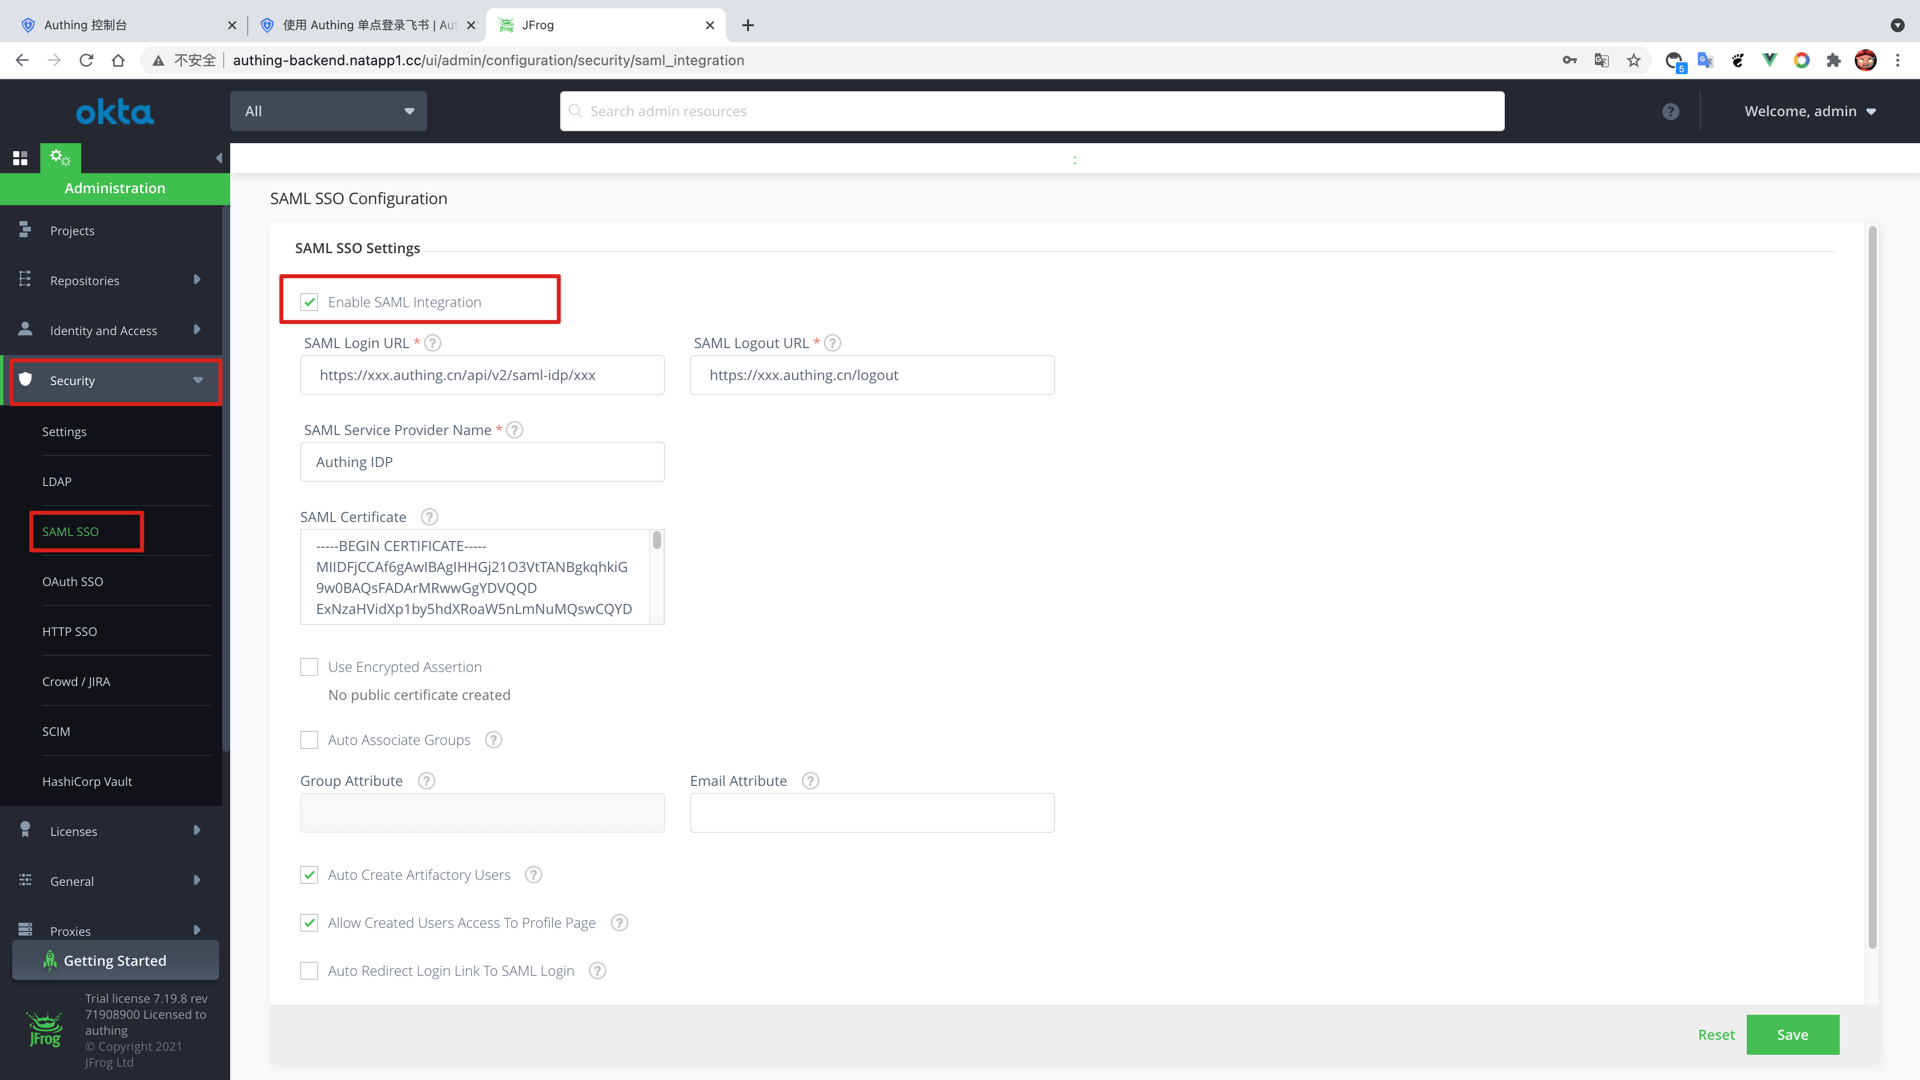 Authing 控制台
使用 Authing 单点登录飞书 | Au
JFrog
不安全
authing-backend.natapp1.cc/ui/admin/configuration/security/saml_integration
5
okta
All
Search admin resources
Welcome, admin
:
Administration
Projects
Repositories
Identity and Access
Security
Settings
LDAP
SAML SSO
OAuth SSO
HTTP SSO
Crowd / JIRA
SCIM
HashiCorp Vault
Licenses
General
Proxies
Getting Started
JFrog
Trial license 7.19.8 rev
71908900 Licensed to
authing
© Copyright 2021
JFrog Ltd
SAML SSO Configuration
SAML SSO Settings
Enable SAML Integration
SAML Login URL * ?
SAML Logout URL * ?
https://xxx.authing.cn/api/v2/saml-idp/xxx
https://xxx.authing.cn/logout
SAML Service Provider Name * ?
Authing IDP
SAML Certificate ?
-----BEGIN CERTIFICATE-----
MIIDFjCCAf6gAwIBAgIHHGj21O3VtTANBgkqhkiG
9w0BAQsFADArMRwwGgYDVQQD
ExNzaHVidXp1by5hdXRoaW5nLmNuMQswCQYD
Use Encrypted Assertion
No public certificate created
Auto Associate Groups ?
Group Attribute ?
Email Attribute ?
Auto Create Artifactory Users ?
Allow Created Users Access To Profile Page ?
Auto Redirect Login Link To SAML Login ?
Reset
Save